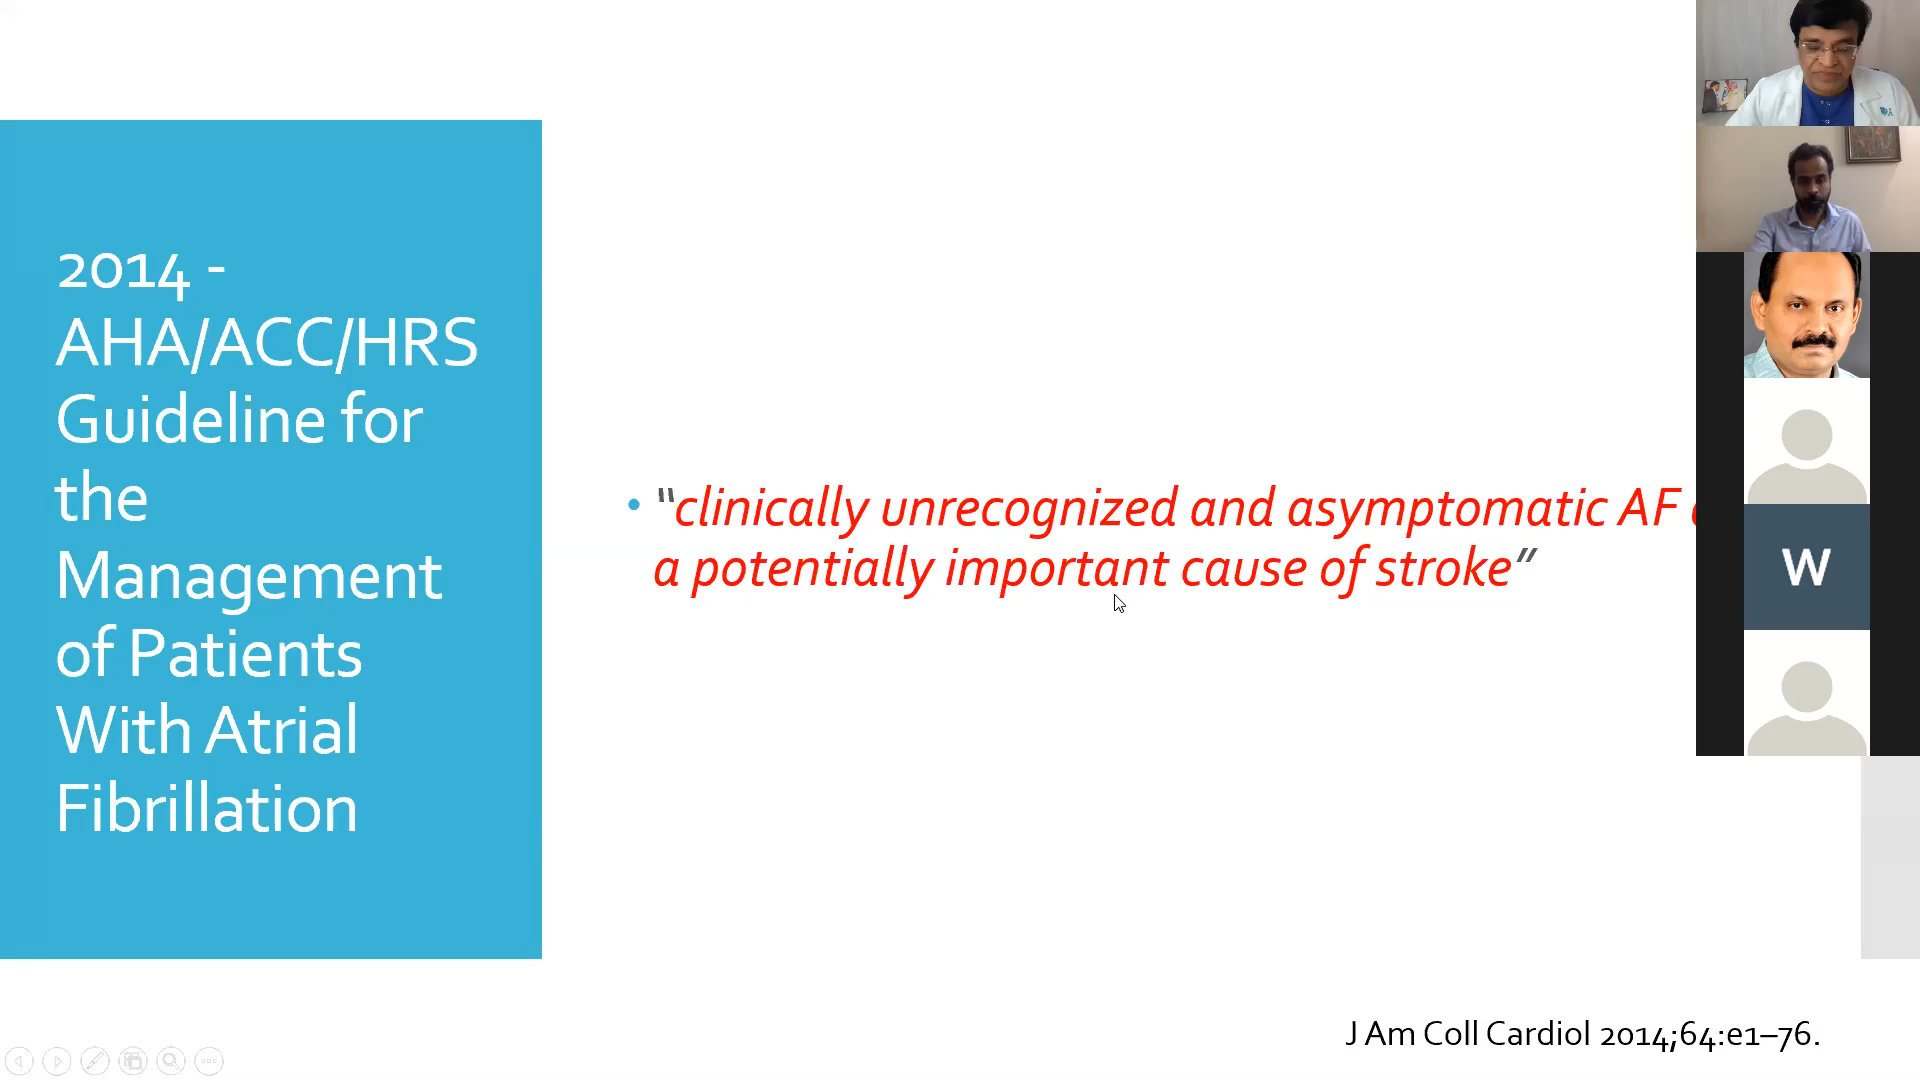 2014 -
AHA/ACC/HRS
Guideline for
the
Management
of Patients
With Atrial
Fibrillation
• "clinically unrecognized and asymptomatic AF
a potentially important cause of stroke”
W
J Am Coll Cardiol 2014;64:e1–76.